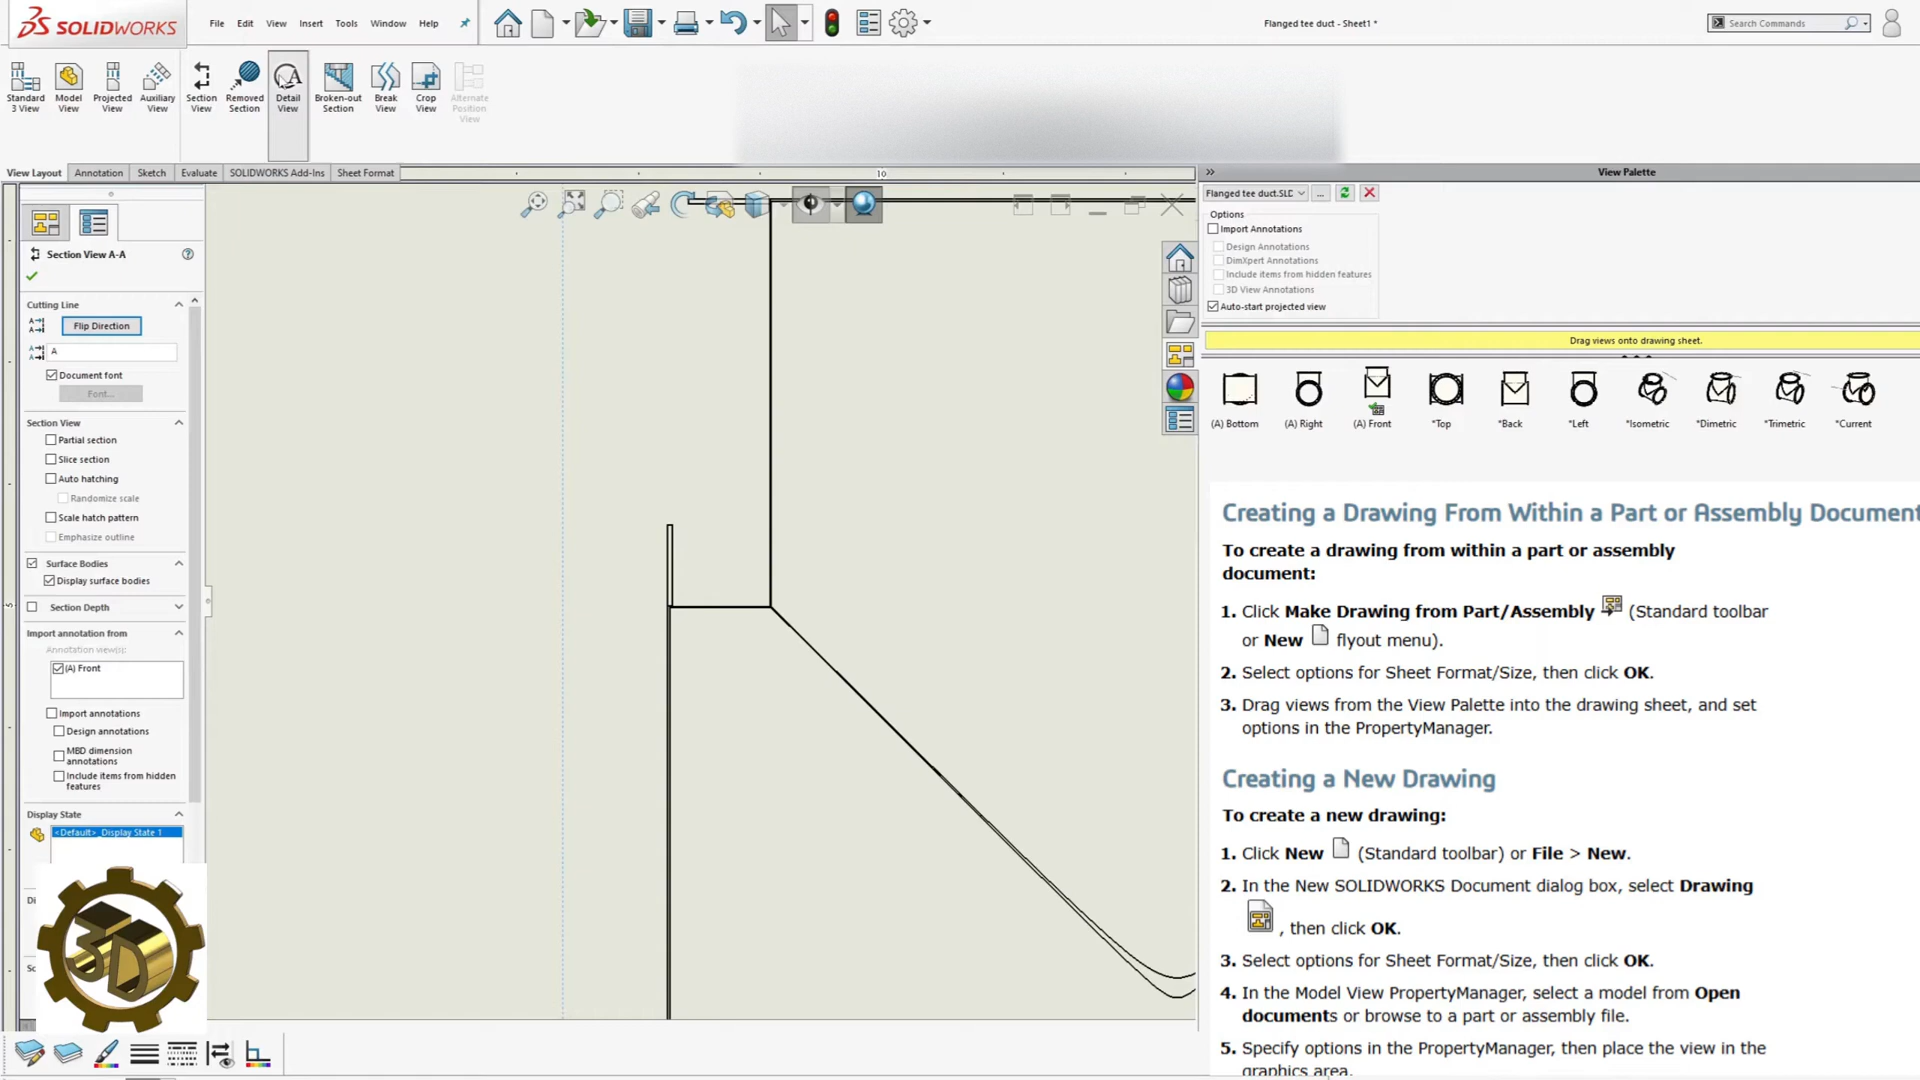 SOLIDWORKS
File Edit View Insert Tools Window Help
Flanged tee duct - Sheet1 *
Search Commands
Standard 3 View
Model View
Projected View
Auxiliary View
Section View
Removed Section
Detail View
Broken-out Section
Break View
Crop View
Alternate Position View
View Layout Annotation Sketch Evaluate SOLIDWORKS Add-Ins Sheet Format
10
5
Section View A-A
Cutting Line
Flip Direction
A
Document font
Font...
Section View
Partial section
Slice section
Auto hatching
Randomize scale
Scale hatch pattern
Emphasize outline
Surface Bodies
Display surface bodies
Section Depth
Import annotation from
Annotation view(s):
(A) Front
Import annotations
Design annotations
MBD dimension annotations
Include items from hidden features
Display State
<Default>_Display State 1
3D
View Palette
Flanged tee duct.SLD
Options
Import Annotations
Design Annotations
DimXpert Annotations
Include items from hidden features
3D View Annotations
Auto-start projected view
Drag views onto drawing sheet.
(A) Bottom (A) Right (A) Front *Top *Back *Left *Isometric *Dimetric *Trimetric *Current
Creating a Drawing From Within a Part or Assembly Document
To create a drawing from within a part or assembly
document:
1. Click Make Drawing from Part/Assembly (Standard toolbar
or New flyout menu).
2. Select options for Sheet Format/Size, then click OK.
3. Drag views from the View Palette into the drawing sheet, and set
options in the PropertyManager.
Creating a New Drawing
To create a new drawing:
1. Click New (Standard toolbar) or File > New.
2. In the New SOLIDWORKS Document dialog box, select Drawing
, then click OK.
3. Select options for Sheet Format/Size, then click OK.
4. In the Model View PropertyManager, select a model from Open
documents or browse to a part or assembly file.
5. Specify options in the PropertyManager, then place the view in the
graphics area.